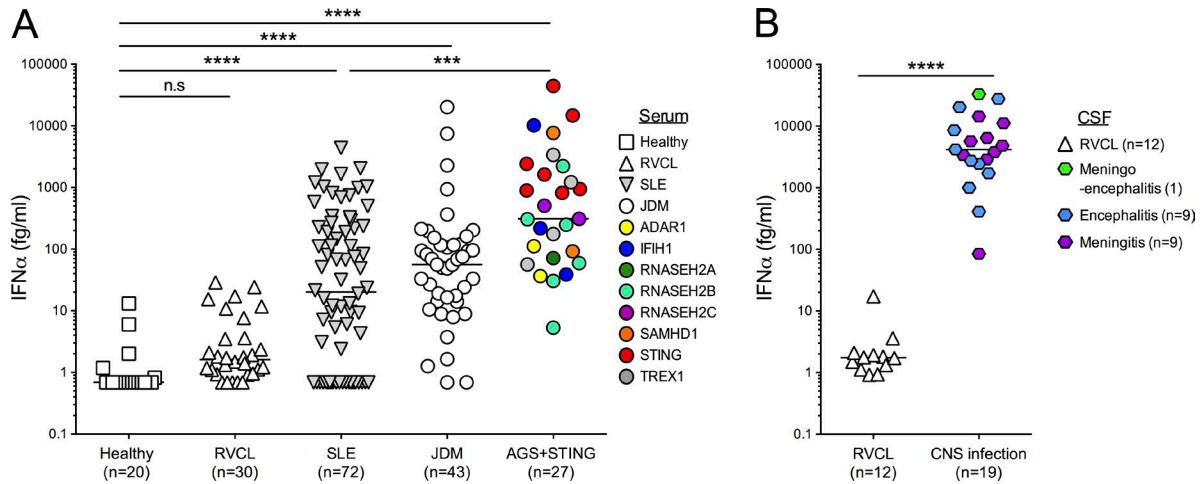 A
****
****
****
***
n.s
IFNα (fg/ml)
100000
10000
1000
100
10
1
0.1
Healthy
(n=20)
RVCL
(n=30)
SLE
(n=72)
JDM
(n=43)
AGS+STING
(n=27)
Serum
Healthy
RVCL
SLE
JDM
ADAR1
IFIH1
RNASEH2A
RNASEH2B
RNASEH2C
SAMHD1
STING
TREX1
B
****
IFNα (fg/ml)
100000
10000
1000
100
10
1
0.1
RVCL
(n=12)
CNS infection
(n=19)
CSF
RVCL (n=12)
Meningo
-encephalitis (1)
Encephalitis (n=9)
Meningitis (n=9)